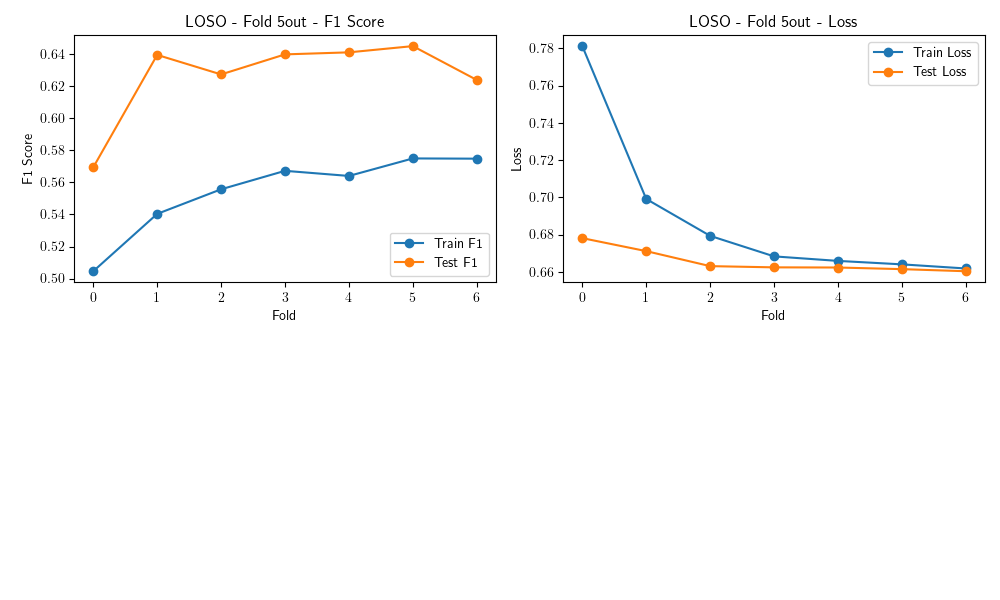 LOSO - Fold 5out - F1 Score
0.64
0.62
0.60
0.58
0.56
0.54
0.52
0.50
F1 Score
Train F1
Test F1
0 1 2 3 4 5 6
Fold
LOSO - Fold 5out - Loss
0.78
0.76
0.74
0.72
0.70
0.68
0.66
Loss
Train Loss
Test Loss
0 1 2 3 4 5 6
Fold